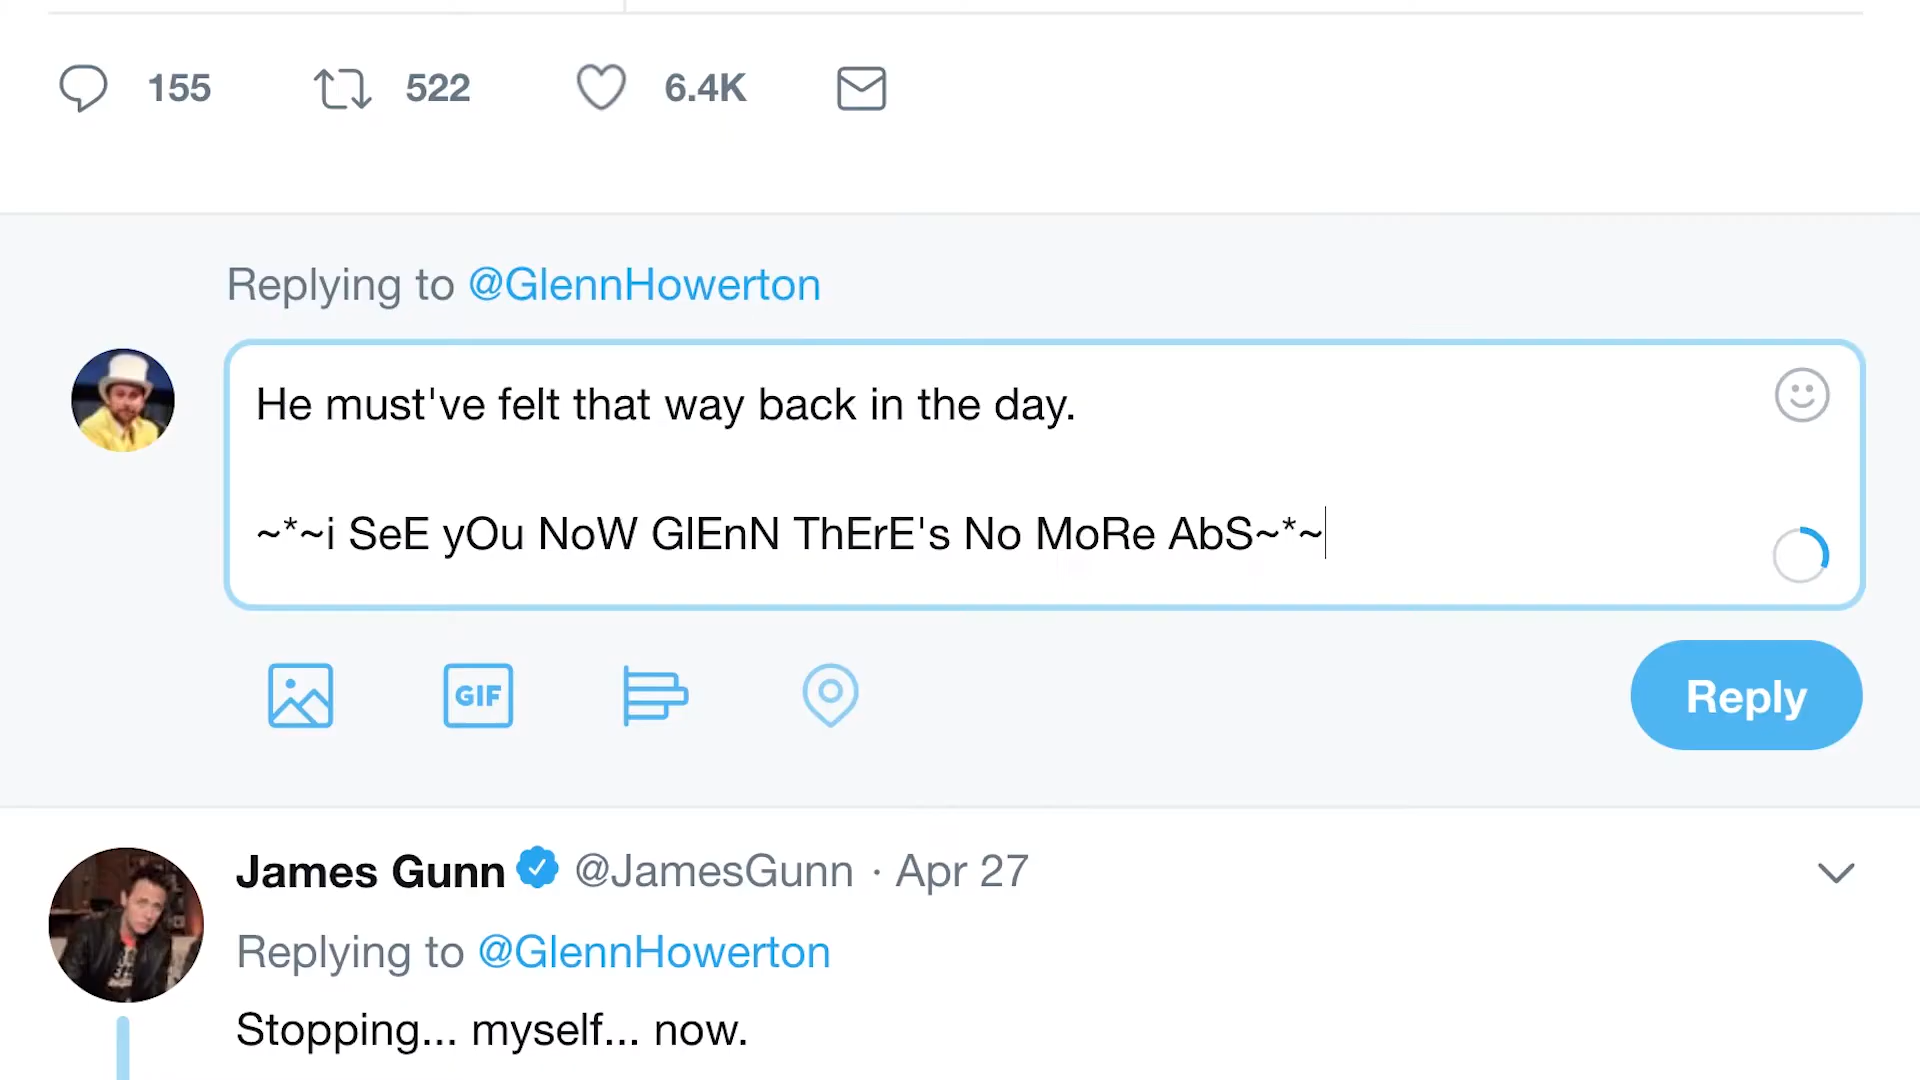 155 522 6.4K
Replying to @GlennHowerton
He must've felt that way back in the day.
~*~i SeE yOu NoW GlEnN ThErE's No MoRe AbS~*~
GIF
Reply
James Gunn @JamesGunn · Apr 27
Replying to @GlennHowerton
Stopping... myself... now.